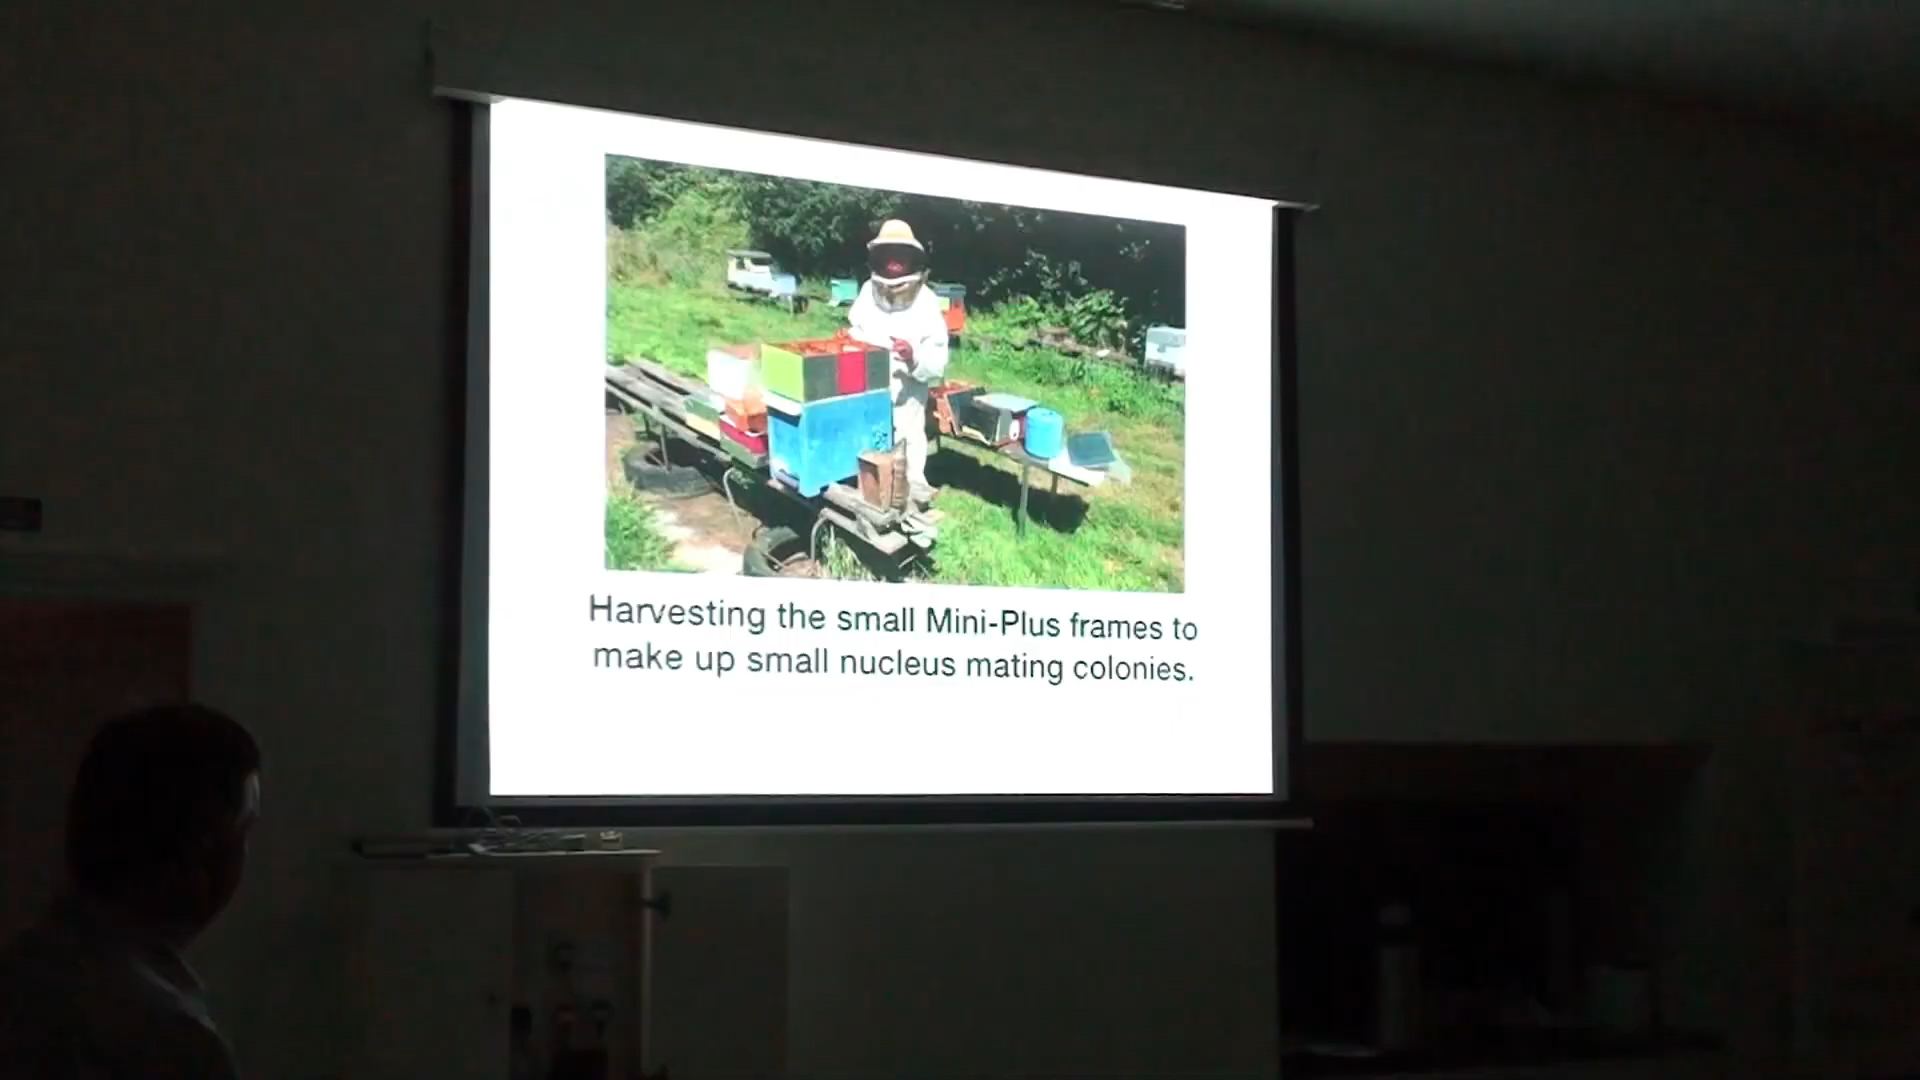 Harvesting the small Mini-Plus frames to
make up small nucleus mating colonies.